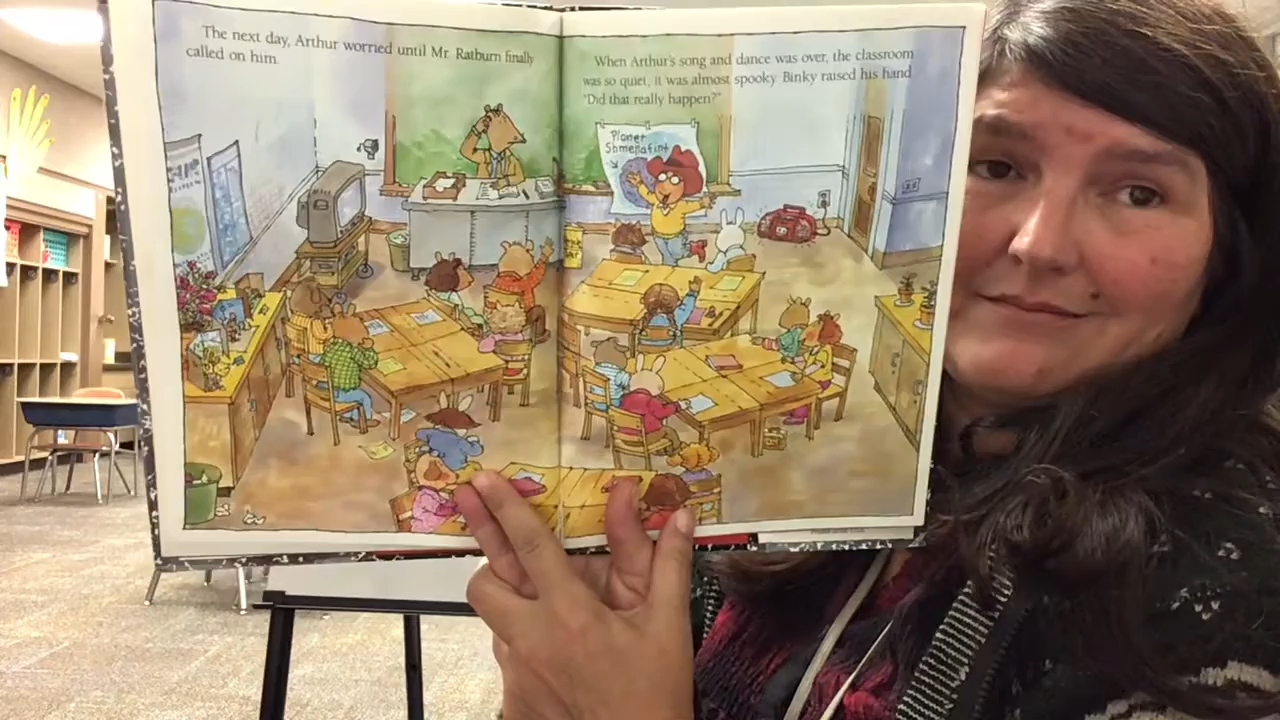 The next day, Arthur worried until Mr. Ratburn finally
called on him.
When Arthur's song and dance was over, the classroom
was so quiet, it was almost spooky. Binky raised his hand.
"Did that really happen?"
Planet
Shmellafint